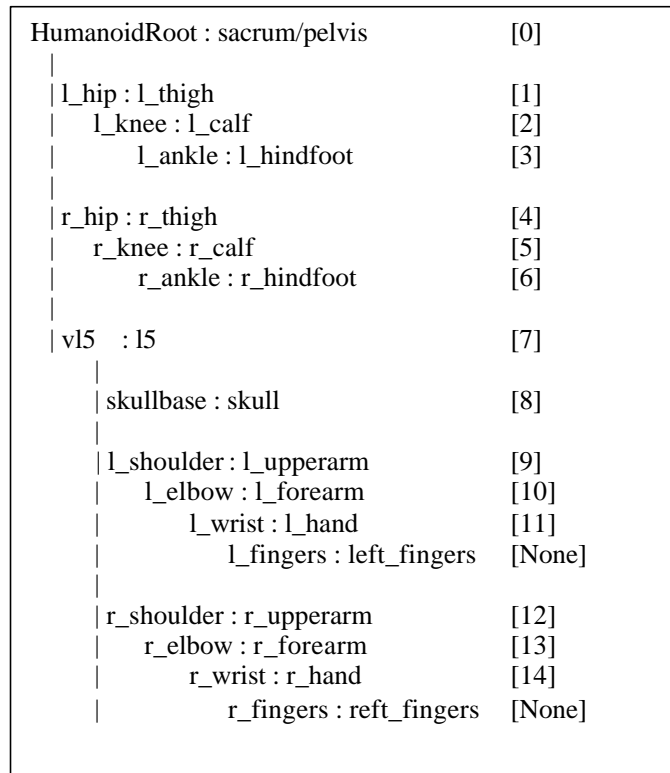 HumanoidRoot : sacrum/pelvis [0]
l_hip : l_thigh [1]
l_knee : l_calf [2]
l_ankle : l_hindfoot [3]
r_hip : r_thigh [4]
r_knee : r_calf [5]
r_ankle : r_hindfoot [6]
vl5 : l5 [7]
skullbase : skull [8]
l_shoulder : l_upperarm [9]
l_elbow : l_forearm [10]
l_wrist : l_hand [11]
l_fingers : left_fingers [None]
r_shoulder : r_upperarm [12]
r_elbow : r_forearm [13]
r_wrist : r_hand [14]
r_fingers : reft_fingers [None]